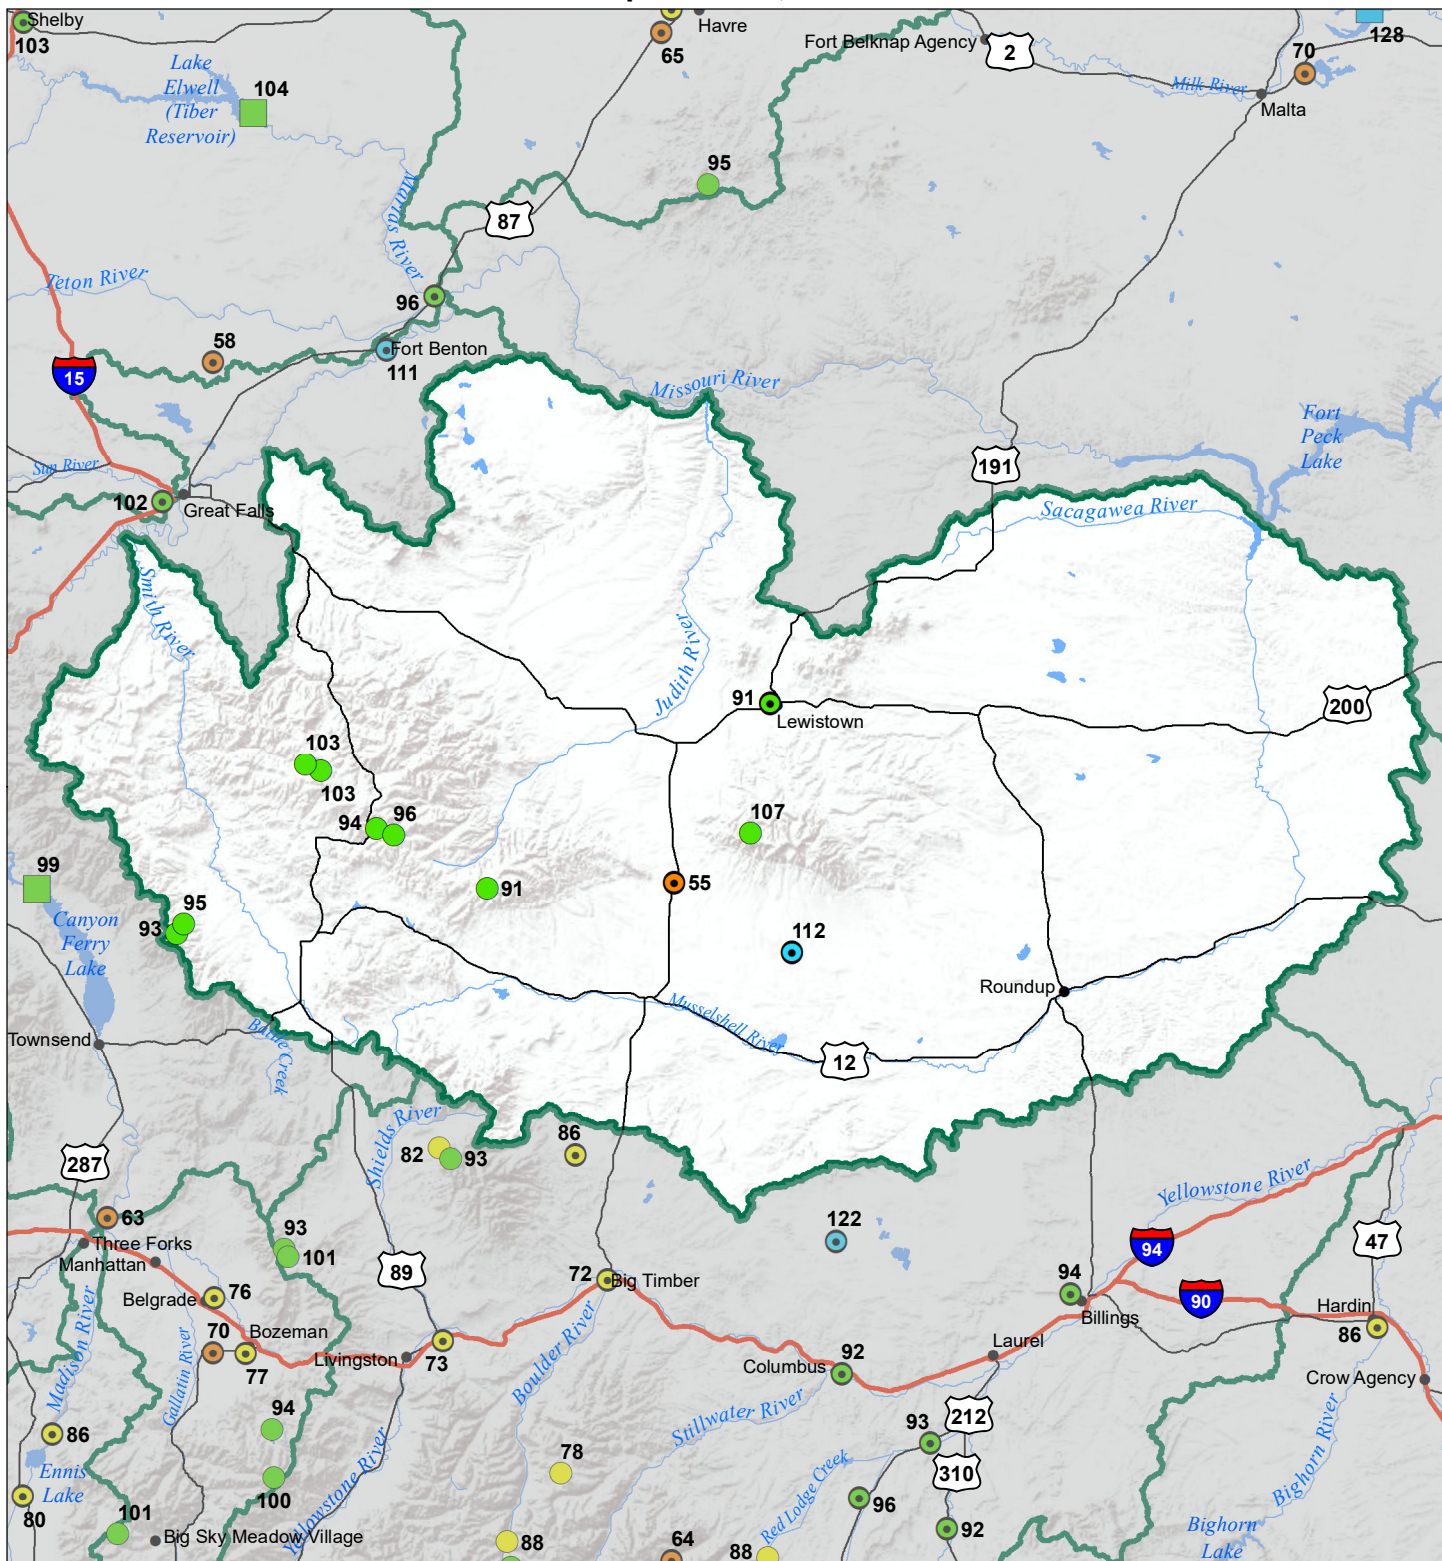 Shelby
103
65
Havre
Fort Belknap Agency
2
128
70
Milk River
Malta
Lake
Elwell
(Tiber
Reservoir)
104
95
Marias River
87
Teton River
96
58
Fort Benton
111
15
Missouri River
Fort
Peck
Lake
Sun River
102
Great Falls
191
Sacagawea River
Smith River
Judith River
91
Lewistown
200
103
103
94
96
107
99
91
55
95
93
Canyon
Ferry
Lake
112
Roundup
Musselshell River
Townsend
Battle Creek
12
Shields River
86
82
93
287
Yellowstone River
63
122
93
101
Three Forks
Manhattan
89
94
47
72
Big Timber
94
Billings
90
Hardin
86
Belgrade
76
Bozeman
70
77
Livingston
73
Madison River
Gallatin River
Boulder River
Laurel
Columbus
92
Crow Agency
94
Stillwater River
212
93
86
78
310
Ennis
Lake
80
100
Yellowstone River
Red Lodge Creek
96
Bighorn River
101
Big Sky Meadow Village
88
64
88
92
Bighorn
Lake